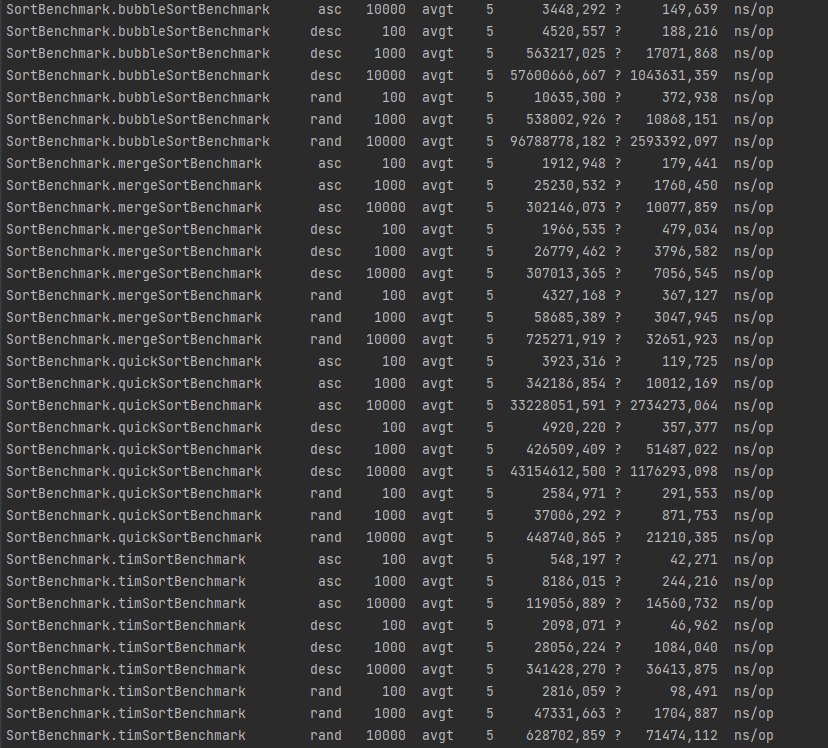 SortBenchmark.bubbleSortBenchmark asc 10000 avgt 5 3448,292 ? 149,639 ns/op
SortBenchmark.bubbleSortBenchmark desc 100 avgt 5 4520,557 ? 188,216 ns/op
SortBenchmark.bubbleSortBenchmark desc 1000 avgt 5 563217,025 ? 17071,868 ns/op
SortBenchmark.bubbleSortBenchmark desc 10000 avgt 5 57600666,667 ? 1043631,359 ns/op
SortBenchmark.bubbleSortBenchmark rand 100 avgt 5 10635,300 ? 372,938 ns/op
SortBenchmark.bubbleSortBenchmark rand 1000 avgt 5 538002,926 ? 10868,151 ns/op
SortBenchmark.bubbleSortBenchmark rand 10000 avgt 5 96788778,182 ? 2593392,097 ns/op
SortBenchmark.mergeSortBenchmark asc 100 avgt 5 1912,948 ? 179,441 ns/op
SortBenchmark.mergeSortBenchmark asc 1000 avgt 5 25230,532 ? 1760,450 ns/op
SortBenchmark.mergeSortBenchmark asc 10000 avgt 5 302146,073 ? 10077,859 ns/op
SortBenchmark.mergeSortBenchmark desc 100 avgt 5 1966,535 ? 479,034 ns/op
SortBenchmark.mergeSortBenchmark desc 1000 avgt 5 26779,462 ? 3796,582 ns/op
SortBenchmark.mergeSortBenchmark desc 10000 avgt 5 307013,365 ? 7056,545 ns/op
SortBenchmark.mergeSortBenchmark rand 100 avgt 5 4327,168 ? 367,127 ns/op
SortBenchmark.mergeSortBenchmark rand 1000 avgt 5 58685,389 ? 3047,945 ns/op
SortBenchmark.mergeSortBenchmark rand 10000 avgt 5 725271,919 ? 32651,923 ns/op
SortBenchmark.quickSortBenchmark asc 100 avgt 5 3923,316 ? 119,725 ns/op
SortBenchmark.quickSortBenchmark asc 1000 avgt 5 342186,854 ? 10012,169 ns/op
SortBenchmark.quickSortBenchmark asc 10000 avgt 5 33228051,591 ? 2734273,064 ns/op
SortBenchmark.quickSortBenchmark desc 100 avgt 5 4920,220 ? 357,377 ns/op
SortBenchmark.quickSortBenchmark desc 1000 avgt 5 426509,409 ? 51487,022 ns/op
SortBenchmark.quickSortBenchmark desc 10000 avgt 5 43154612,500 ? 1176293,098 ns/op
SortBenchmark.quickSortBenchmark rand 100 avgt 5 2584,971 ? 291,553 ns/op
SortBenchmark.quickSortBenchmark rand 1000 avgt 5 37006,292 ? 871,753 ns/op
SortBenchmark.quickSortBenchmark rand 10000 avgt 5 448740,865 ? 21210,385 ns/op
SortBenchmark.timSortBenchmark asc 100 avgt 5 548,197 ? 42,271 ns/op
SortBenchmark.timSortBenchmark asc 1000 avgt 5 8186,015 ? 244,216 ns/op
SortBenchmark.timSortBenchmark asc 10000 avgt 5 119056,889 ? 14560,732 ns/op
SortBenchmark.timSortBenchmark desc 100 avgt 5 2098,071 ? 46,962 ns/op
SortBenchmark.timSortBenchmark desc 1000 avgt 5 28056,224 ? 1084,040 ns/op
SortBenchmark.timSortBenchmark desc 10000 avgt 5 341428,270 ? 36413,875 ns/op
SortBenchmark.timSortBenchmark rand 100 avgt 5 2816,059 ? 98,491 ns/op
SortBenchmark.timSortBenchmark rand 1000 avgt 5 47331,663 ? 1704,887 ns/op
SortBenchmark.timSortBenchmark rand 10000 avgt 5 628702,859 ? 71474,112 ns/op